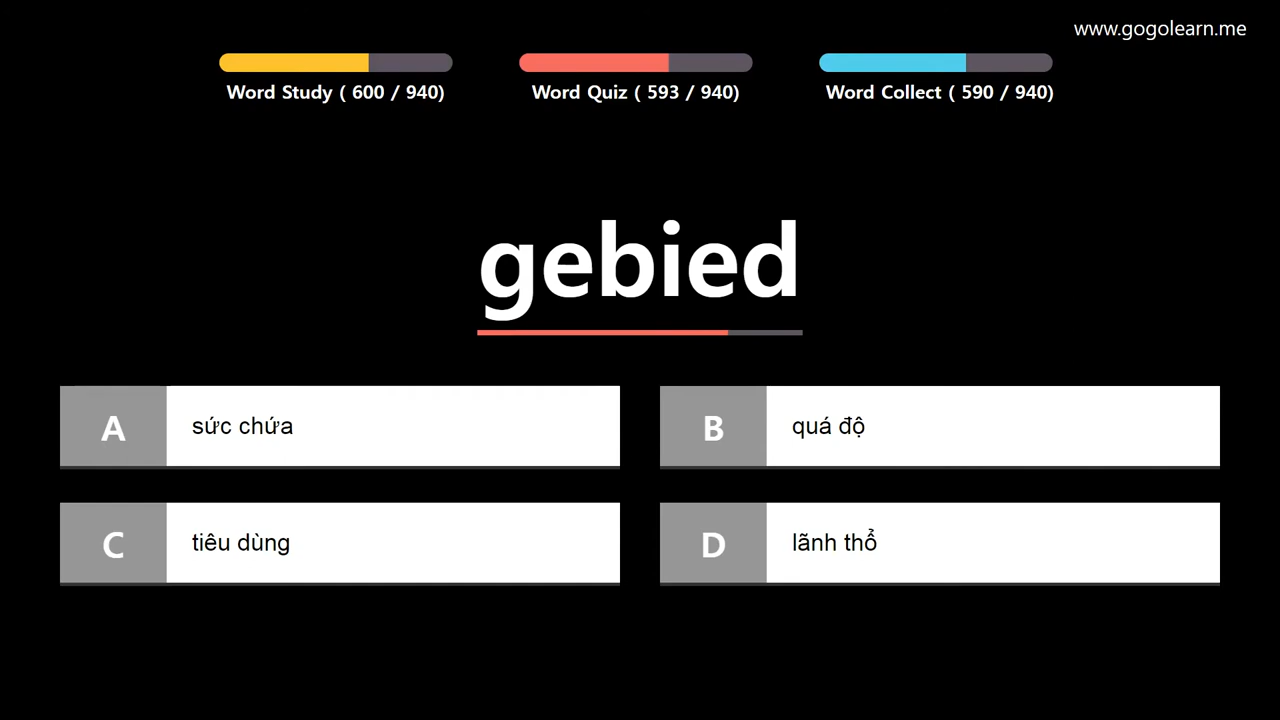 www.gogolearn.me
Word Study ( 600 / 940)
Word Quiz ( 593 / 940)
Word Collect ( 590 / 940)
gebied
A
sức chứa
B
quá độ
C
tiêu dùng
D
lãnh thổ